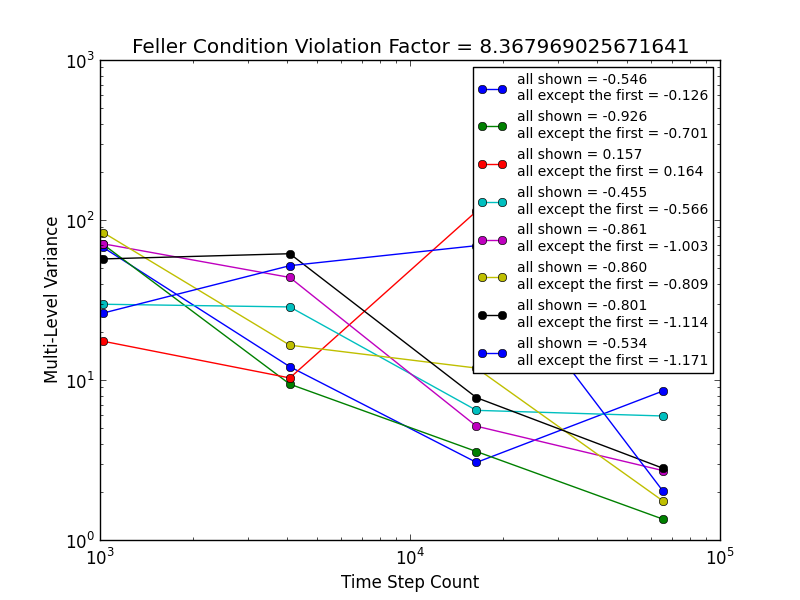 Feller Condition Violation Factor = 8.367969025671641
10³
10²
10¹
10⁰
Multi-Level Variance
all shown = -0.546
all except the first = -0.126
all shown = -0.926
all except the first = -0.701
all shown = 0.157
all except the first = 0.164
all shown = -0.455
all except the first = -0.566
all shown = -0.861
all except the first = -1.003
all shown = -0.860
all except the first = -0.809
all shown = -0.801
all except the first = -1.114
all shown = -0.534
all except the first = -1.171
10³ 10⁴ 10⁵
Time Step Count